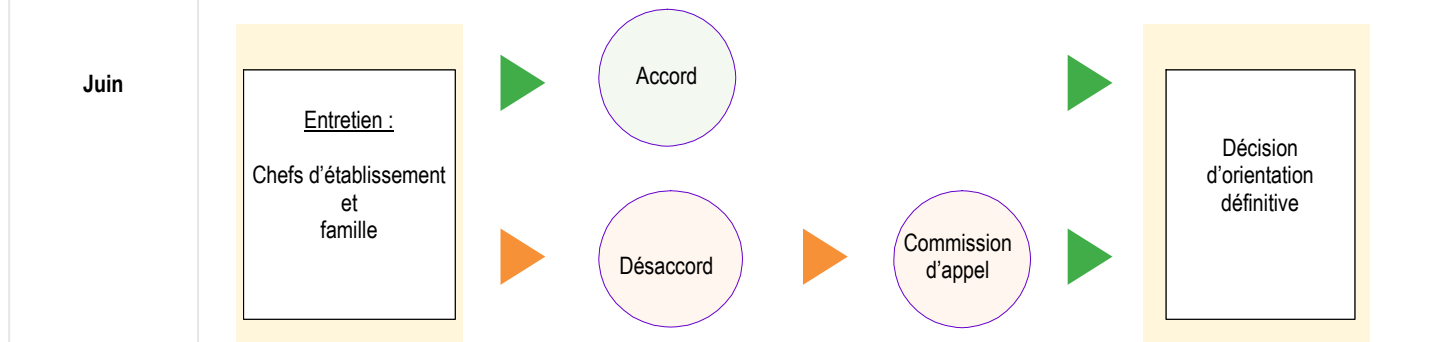 Juin
Entretien :
Chefs d’établissement
et
famille
Accord
Désaccord
Commission
d’appel
Décision
d’orientation
définitive